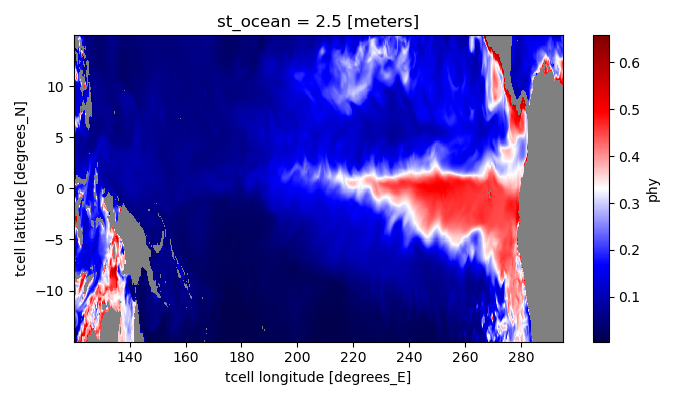 st_ocean = 2.5 [meters]
10
5
0
−5
−10
tcell latitude [degrees_N]
140 160 180 200 220 240 260 280
tcell longitude [degrees_E]
0.6
0.5
0.4
0.3
0.2
0.1
phy